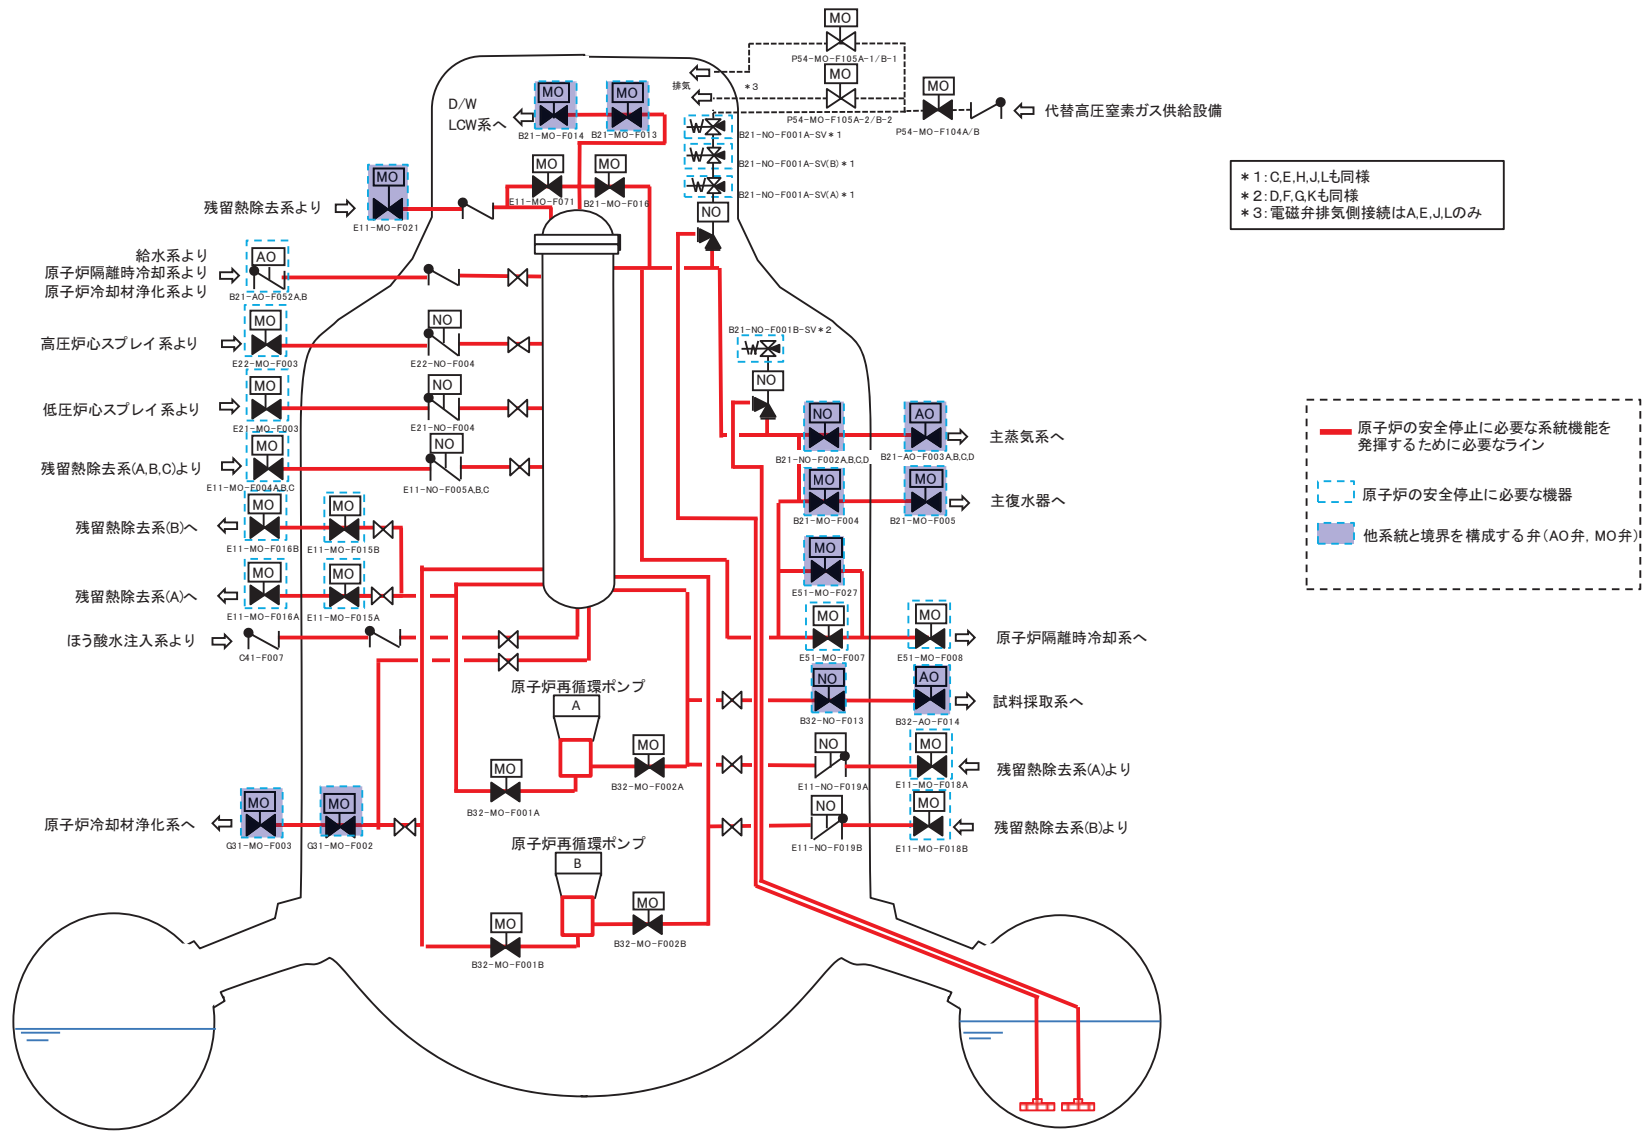 MO
P54-MO-F105A-1/B-1
排気
*3
MO
P54-MO-F105A-2/B-2
MO
P54-MO-F104A/B
代替高圧窒素ガス供給設備
D/W
LCW系へ
MO
B21-MO-F014
MO
B21-MO-F013
B21-NO-F001A-SV*1
B21-NO-F001A-SV(B)*1
B21-NO-F001A-SV(A)*1
NO
*1:C,E,H,J,Lも同様
*2:D,F,G,Kも同様
*3:電磁弁排気側接続はA,E,J,Lのみ
残留熱除去系より
MO
E11-MO-F021
MO
E11-MO-F071
MO
B21-MO-F016
給水系より
原子炉隔離時冷却系より
原子炉冷却材浄化系より
AO
B21-AO-F052A,B
高圧炉心スプレイ系より
MO
E22-MO-F003
NO
E22-NO-F004
B21-NO-F001B-SV*2
NO
低圧炉心スプレイ系より
MO
E21-MO-F003
NO
E21-NO-F004
残留熱除去系(A,B,C)より
MO
E11-MO-F004A,B,C
NO
E11-NO-F005A,B,C
NO
B21-NO-F002A,B,C,D
AO
B21-AO-F003A,B,C,D
主蒸気系へ
MO
B21-MO-F004
MO
B21-MO-F005
主復水器へ
原子炉の安全停止に必要な系統機能を
発揮するために必要なライン
原子炉の安全停止に必要な機器
他系統と境界を構成する弁(AO弁, MO弁)
残留熱除去系(B)へ
MO
E11-MO-F016B
MO
E11-MO-F015B
MO
E51-MO-F027
残留熱除去系(A)へ
MO
E11-MO-F016A
MO
E11-MO-F015A
ほう酸水注入系より
C41-F007
MO
E51-MO-F007
MO
E51-MO-F008
原子炉隔離時冷却系へ
原子炉再循環ポンプ
A
NO
B32-NO-F013
AO
B32-AO-F014
試料採取系へ
MO
B32-MO-F001A
MO
B32-MO-F002A
NO
E11-NO-F019A
MO
E11-MO-F018A
残留熱除去系(A)より
原子炉冷却材浄化系へ
MO
G31-MO-F003
MO
G31-MO-F002
原子炉再循環ポンプ
B
NO
E11-NO-F019B
MO
E11-MO-F018B
残留熱除去系(B)より
MO
B32-MO-F001B
MO
B32-MO-F002B